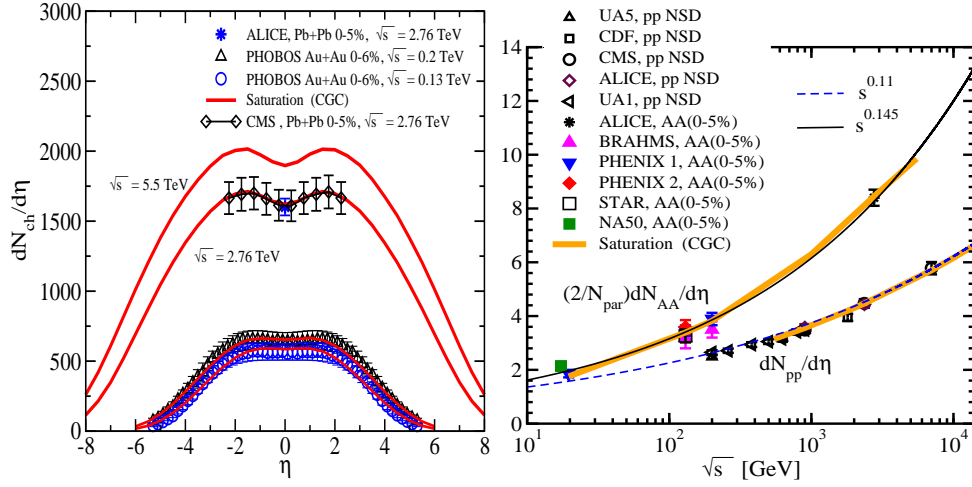 3000
2500
2000
1500
1000
500
0
-8 -6 -4 -2 0 2 4 6 8
η
dN_ch/dη
ALICE, Pb+Pb 0-5%, √s = 2.76 TeV
PHOBOS Au+Au 0-6%, √s = 0.2 TeV
PHOBOS Au+Au 0-6%, √s = 0.13 TeV
Saturation (CGC)
CMS , Pb+Pb 0-5%, √s = 2.76 TeV
√s = 5.5 TeV
√s = 2.76 TeV
UA5, pp NSD
CDF, pp NSD
CMS, pp NSD
ALICE, pp NSD
UA1, pp NSD
ALICE, AA(0-5%)
BRAHMS, AA(0-5%)
PHENIX 1, AA(0-5%)
PHENIX 2, AA(0-5%)
STAR, AA(0-5%)
NA50, AA(0-5%)
Saturation (CGC)
s^0.11
s^0.145
14
12
10
8
6
4
2
0
(2/N_par)dN_AA/dη
dN_pp/dη
10^1 10^2 10^3 10^4
√s [GeV]